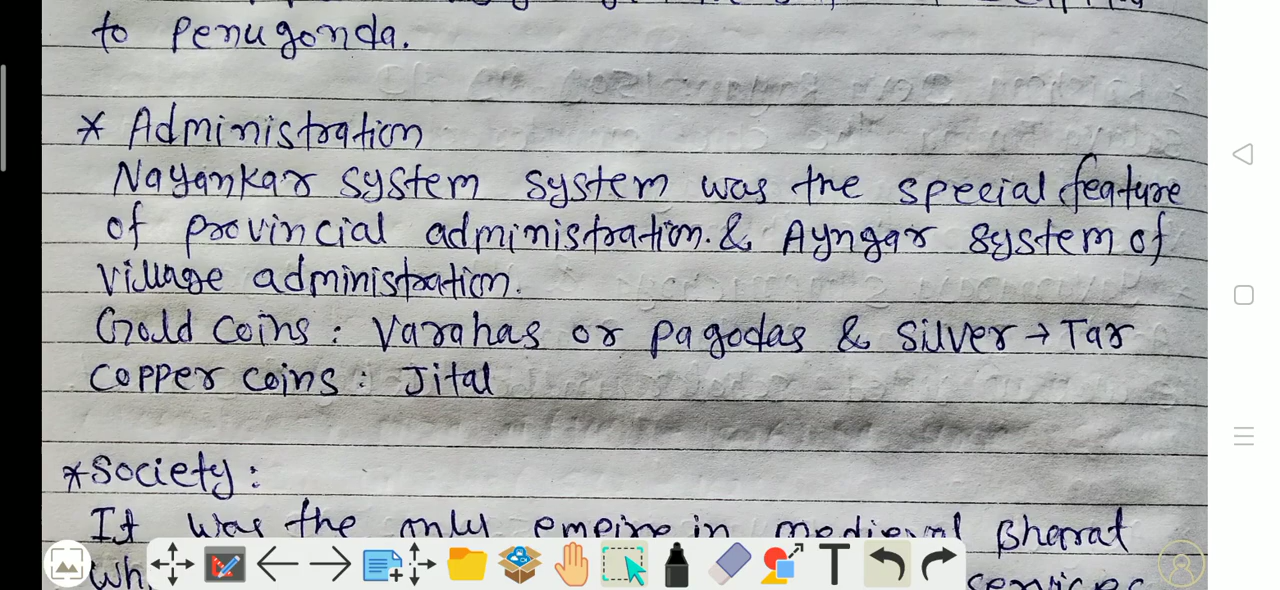 to Penugonda.
* Administration
Nayankar system system was the special feature
of provincial administration. & Ayngar system of
village administration.
Gold coins : Varahas or pagodas & Silver → Tar
Copper coins : Jital
*Society :
It was the only empire in medieval Bharat
services
T